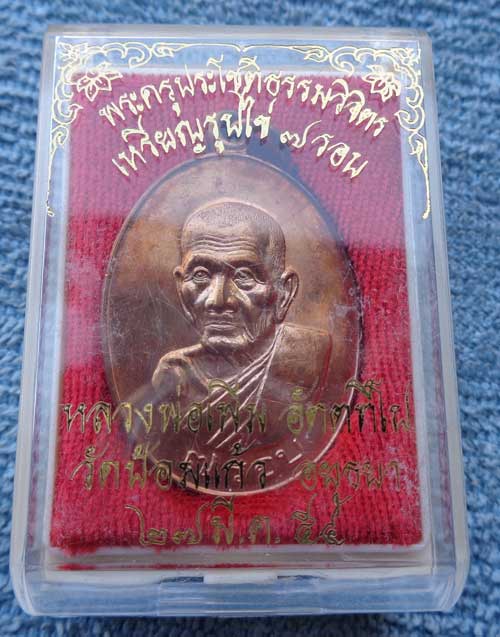 พระครูประโชติธรรมวิจิตร
เหรียญรูปไข่ ๗ รอบ
หลวงพ่อเพิ่ม อัตตทีโป
วัดป้อมแก้ว อยุธยา
๒๗ มี.ค. ๕๔